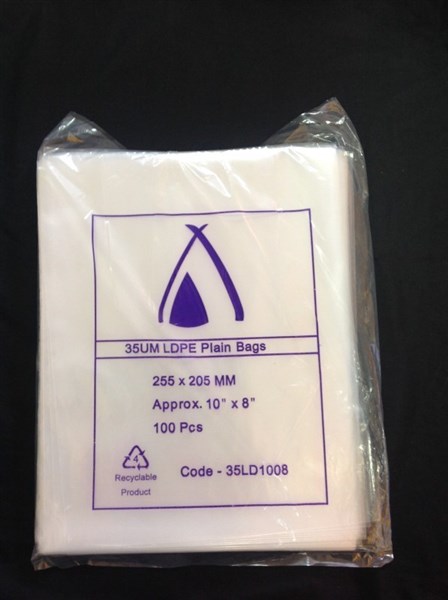 35UM LDPE Plain Bags
255 x 205 MM
Approx. 10" x 8"
100 Pcs
4
Recyclable
Product
Code - 35LD1008